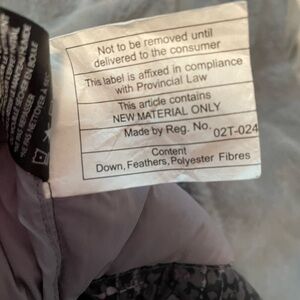 Not to be removed until
delivered to the consumer
This label is affixed in compliance
with Provincial Law
This article contains
NEW MATERIAL ONLY
Made by Reg. No. 02T-024
Content
Down, Feathers, Polyester Fibres